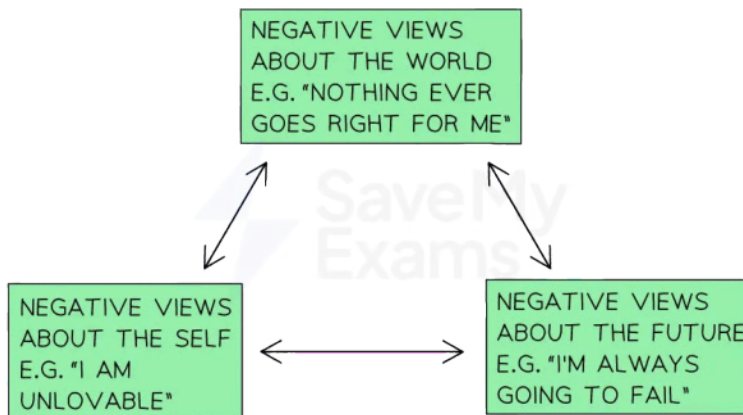 NEGATIVE VIEWS
ABOUT THE WORLD
E.G. "NOTHING EVER
GOES RIGHT FOR ME"
SaveMy
Exams
NEGATIVE VIEWS
ABOUT THE SELF
E.G. "I AM
UNLOVABLE"
NEGATIVE VIEWS
ABOUT THE FUTURE
E.G. "I'M ALWAYS
GOING TO FAIL"